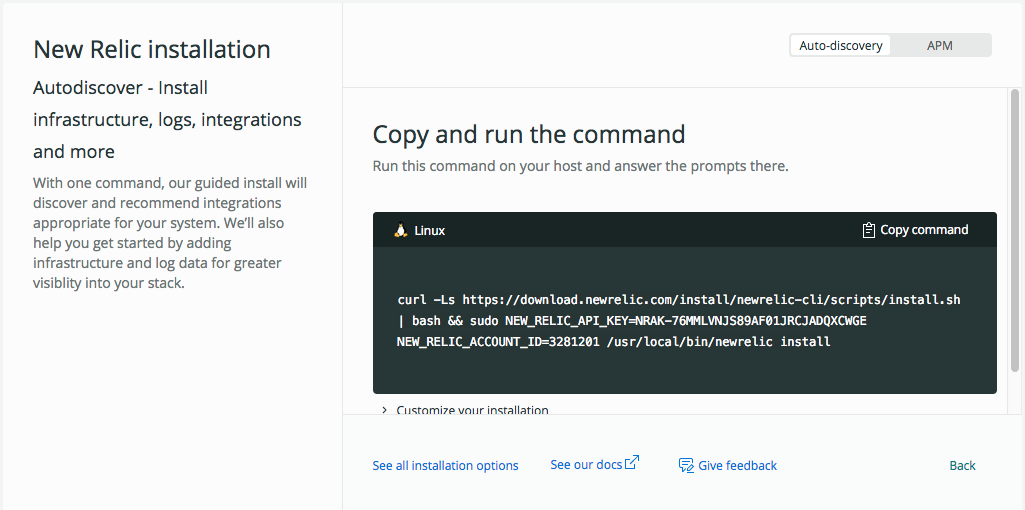 New Relic installation
Autodiscover - Install
infrastructure, logs, integrations
and more
With one command, our guided install will
discover and recommend integrations
appropriate for your system. We'll also
help you get started by adding
infrastructure and log data for greater
visiblity into your stack.
Auto-discovery
APM
Copy and run the command
Run this command on your host and answer the prompts there.
Linux
Copy command
curl -Ls https://download.newrelic.com/install/newrelic-cli/scripts/install.sh
| bash && sudo NEW_RELIC_API_KEY=NRAK-76MMLVNJS89AF01JRCJADQXCWGE
NEW_RELIC_ACCOUNT_ID=3281201 /usr/local/bin/newrelic install
Customize your installation
See all installation options
See our docs
Give feedback
Back